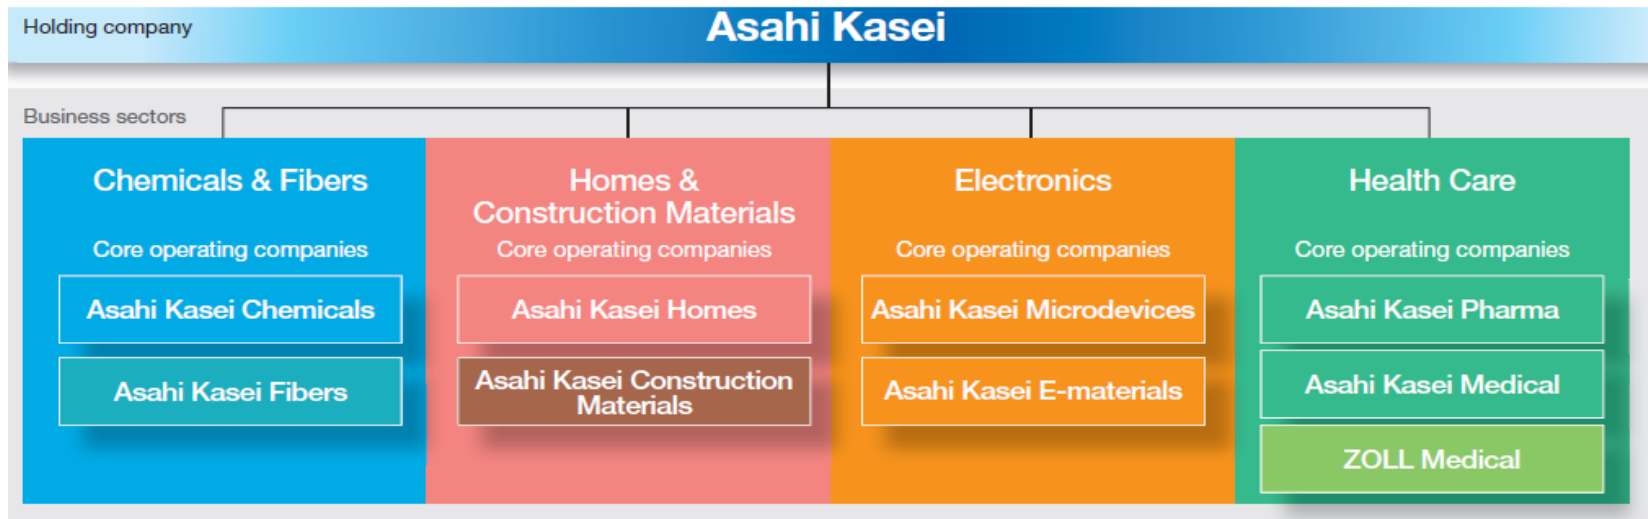 Holding company
Asahi Kasei
Business sectors
Chemicals & Fibers
Core operating companies
Asahi Kasei Chemicals
Asahi Kasei Fibers
Homes &
Construction Materials
Core operating companies
Asahi Kasei Homes
Asahi Kasei Construction
Materials
Electronics
Core operating companies
Asahi Kasei Microdevices
Asahi Kasei E-materials
Health Care
Core operating companies
Asahi Kasei Pharma
Asahi Kasei Medical
ZOLL Medical